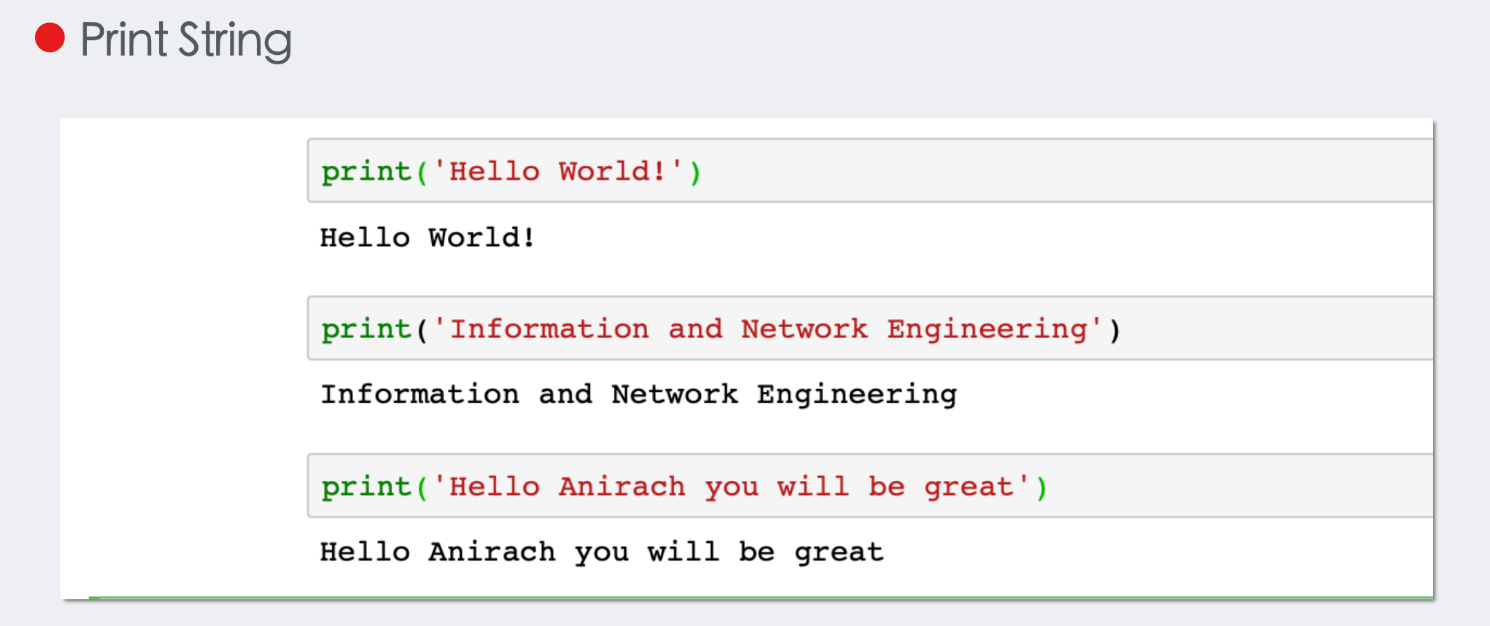 Print String
print('Hello World!')
Hello World!
print('Information and Network Engineering')
Information and Network Engineering
print('Hello Anirach you will be great')
Hello Anirach you will be great